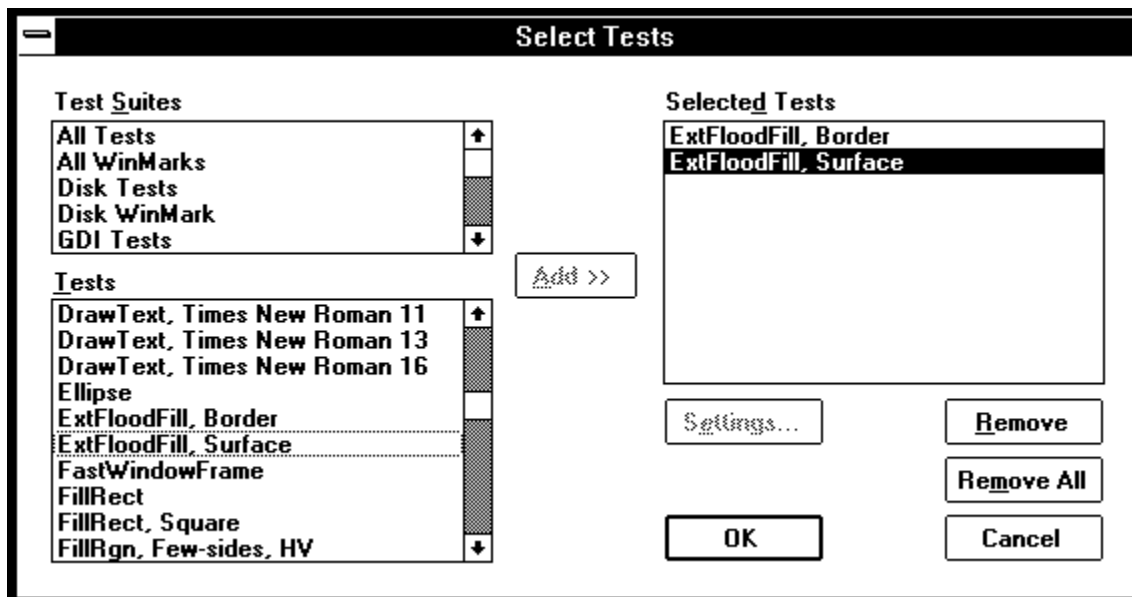 Select Tests
Test Suites
All Tests
All WinMarks
Disk Tests
Disk WinMark
GDI Tests
Tests
DrawText, Times New Roman 11
DrawText, Times New Roman 13
DrawText, Times New Roman 16
Ellipse
ExtFloodFill, Border
ExtFloodFill, Surface
FastWindowFrame
FillRect
FillRect, Square
FillRgn, Few-sides, HV
Add >>
Selected Tests
ExtFloodFill, Border
ExtFloodFill, Surface
Settings...
Remove
Remove All
OK
Cancel